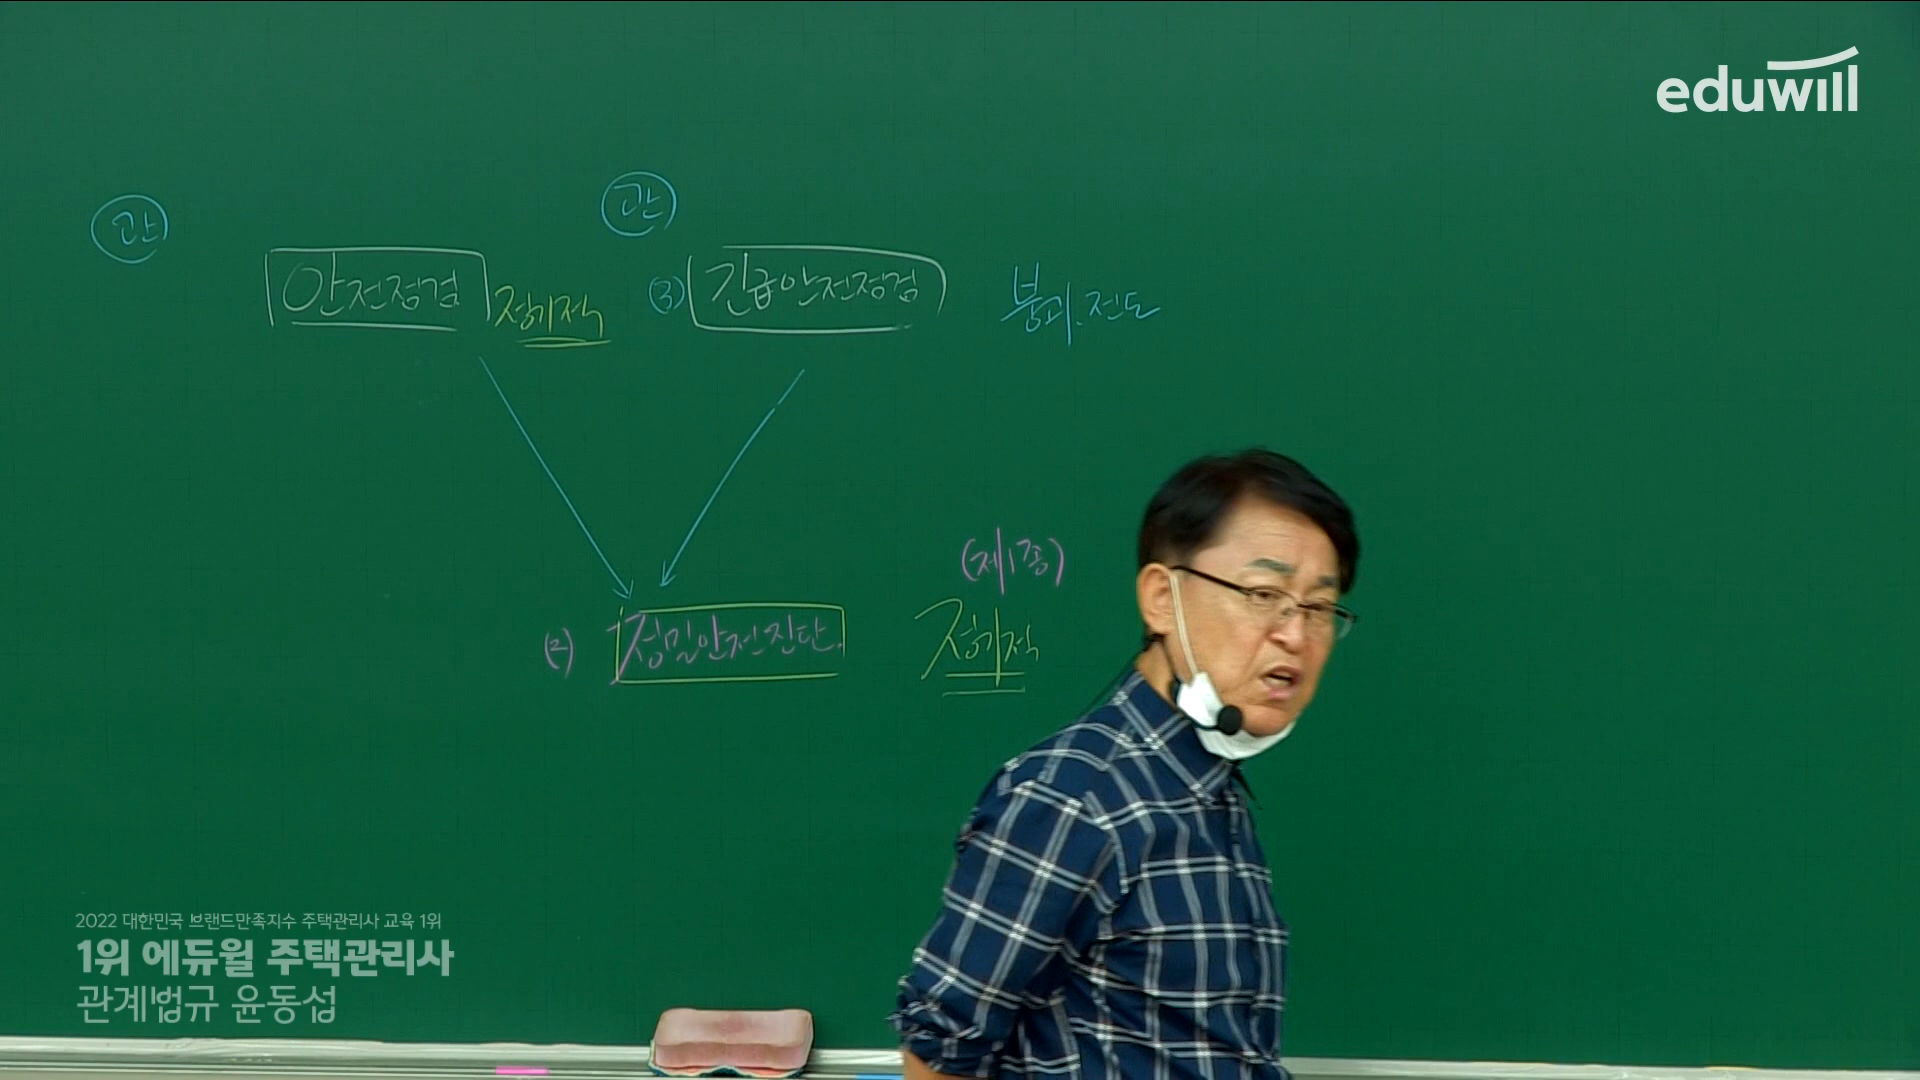 eduwill
관
관
안전점검
정기적
(3) 긴급안전점검
붕괴.전도
(제1종)
(2) 정밀안전진단.
정기적
2022 대한민국 브랜드만족지수 주택관리사 교육 1위
1위 에듀윌 주택관리사
관계법규 윤동섭